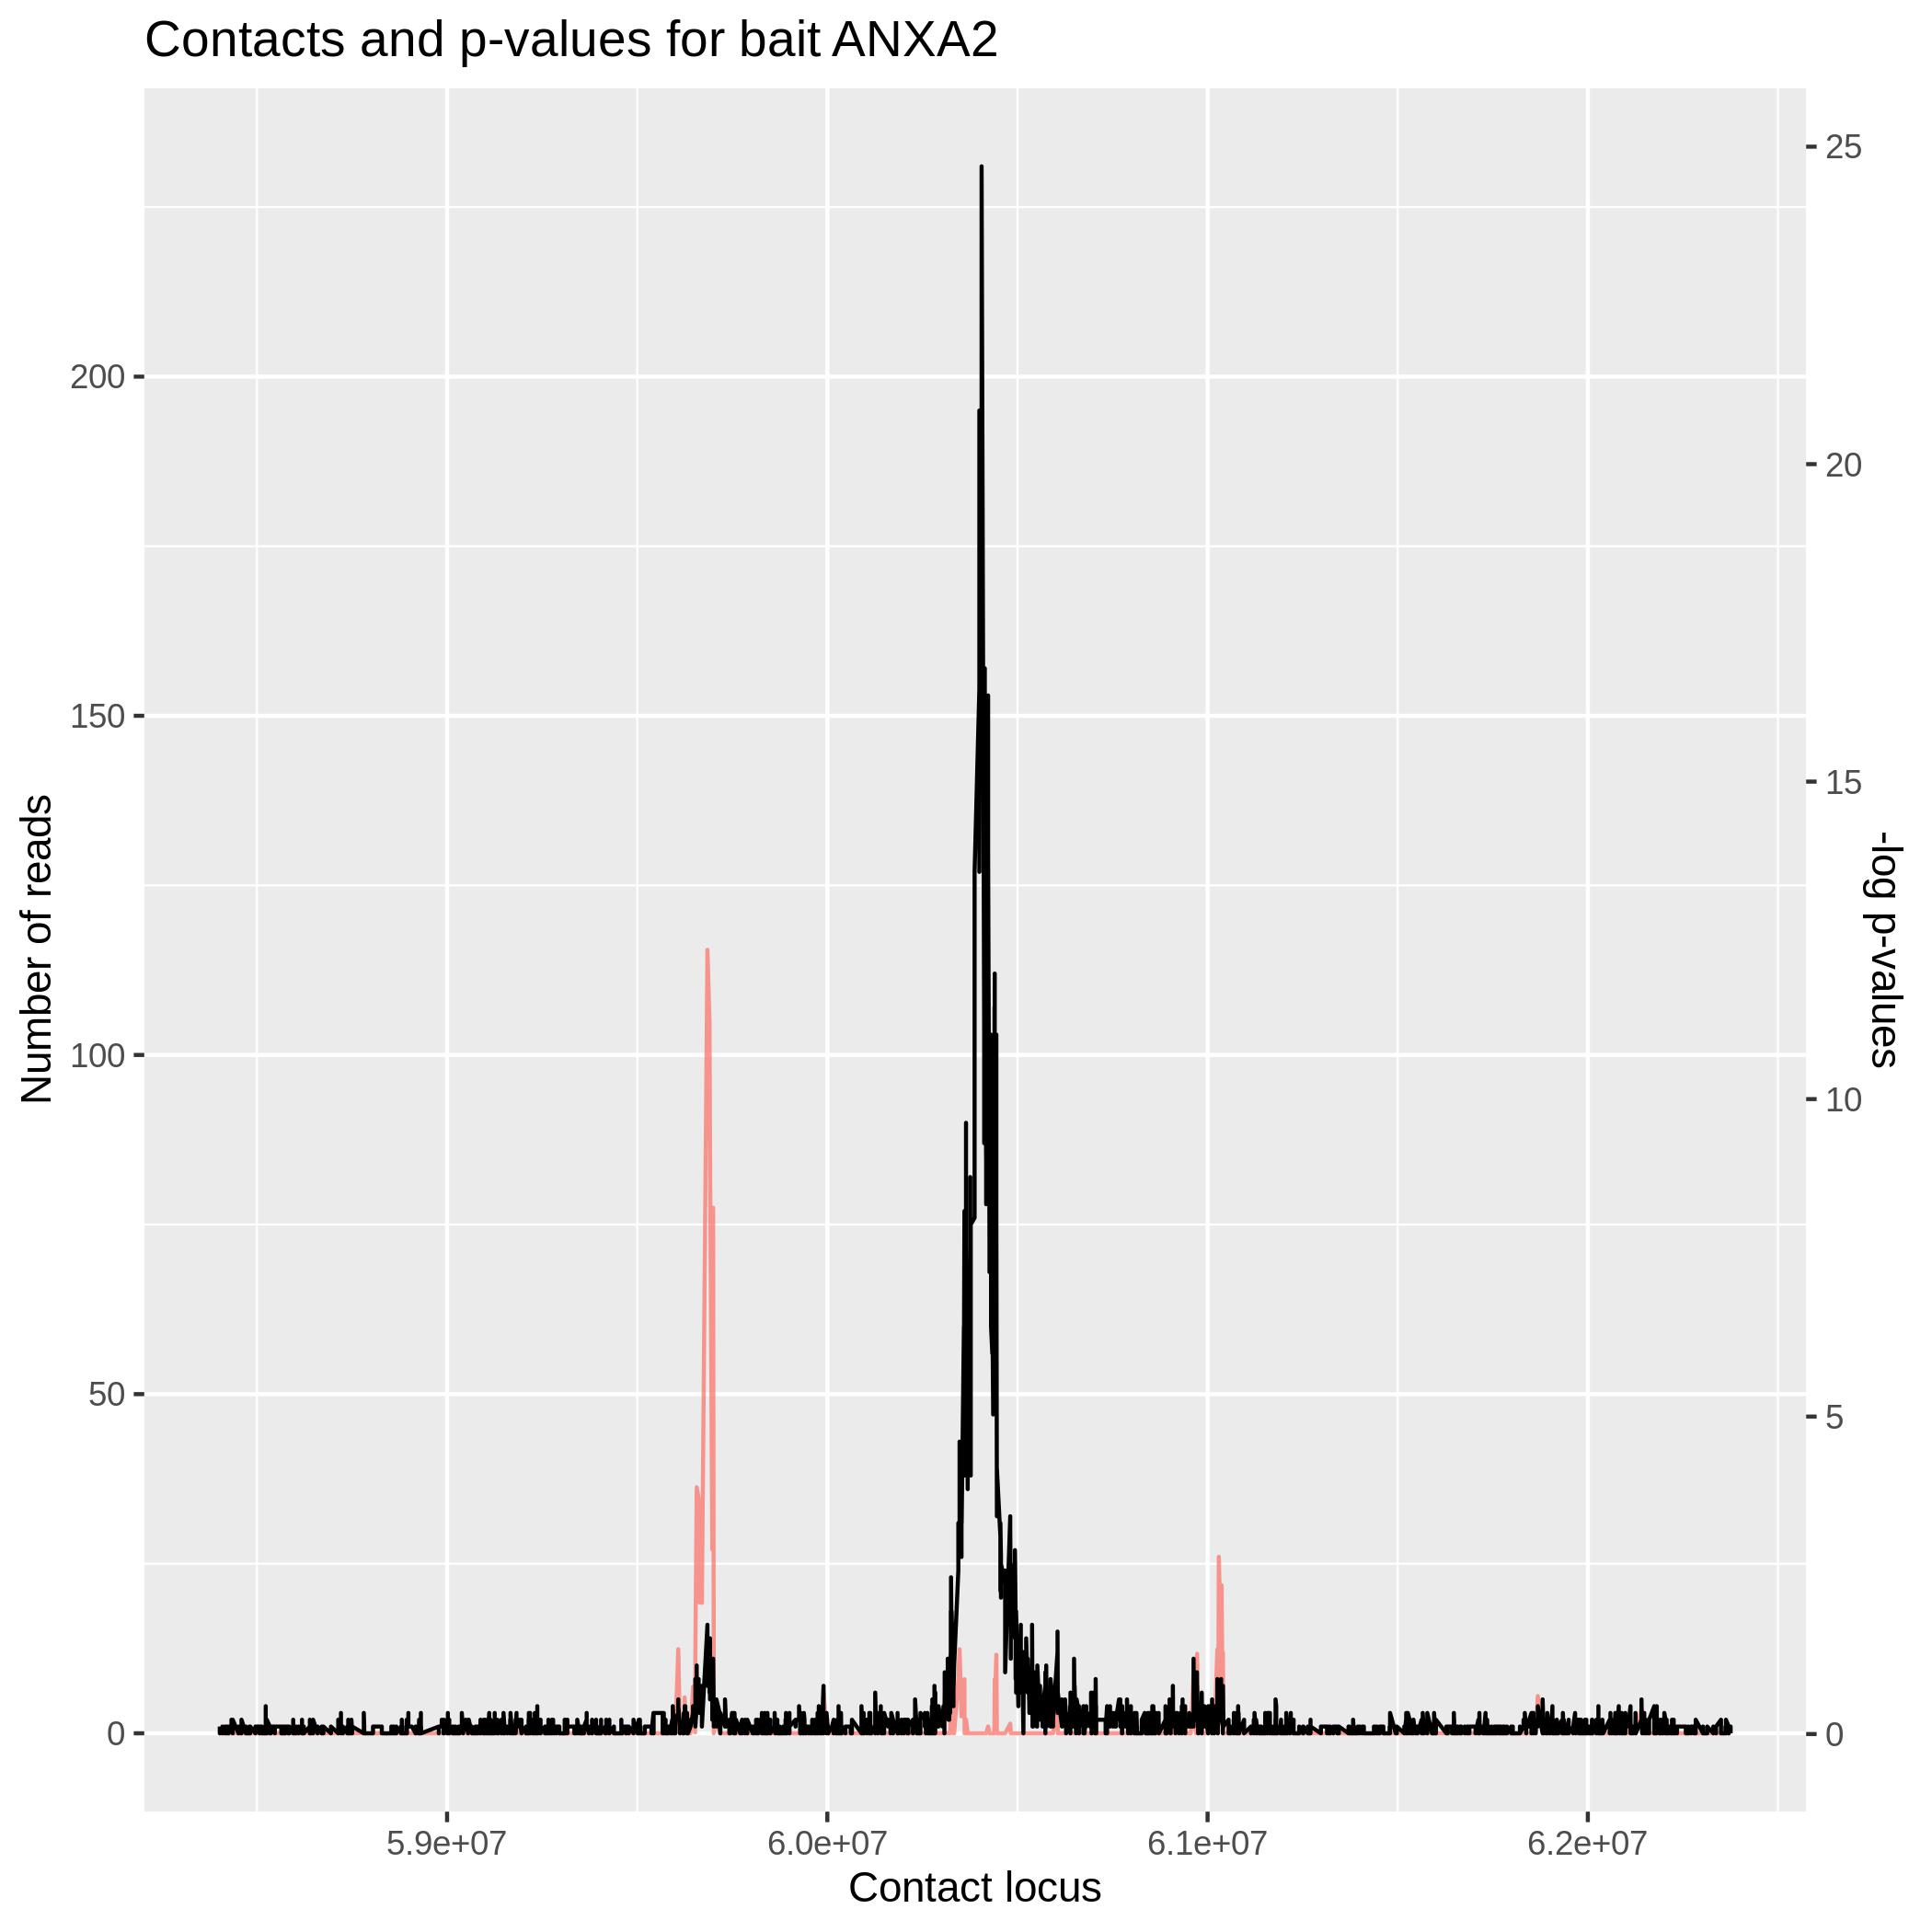 Contacts and p-values for bait ANXA2
Number of reads
200
150
100
50
0
25
20
15
10
5
0
-log p-values
5.9e+07
6.0e+07
6.1e+07
6.2e+07
Contact locus